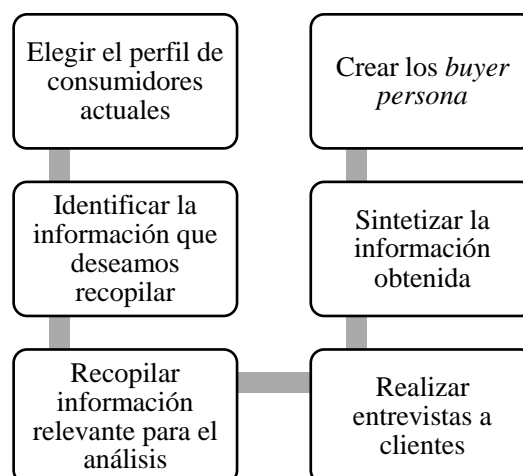 Elegir el perfil de
consumidores
actuales
Identificar la
información que
deseamos
recopilar
Recopilar
información
relevante para el
análisis
Realizar
entrevistas a
clientes
Sintetizar la
información
obtenida
Crear los buyer
persona